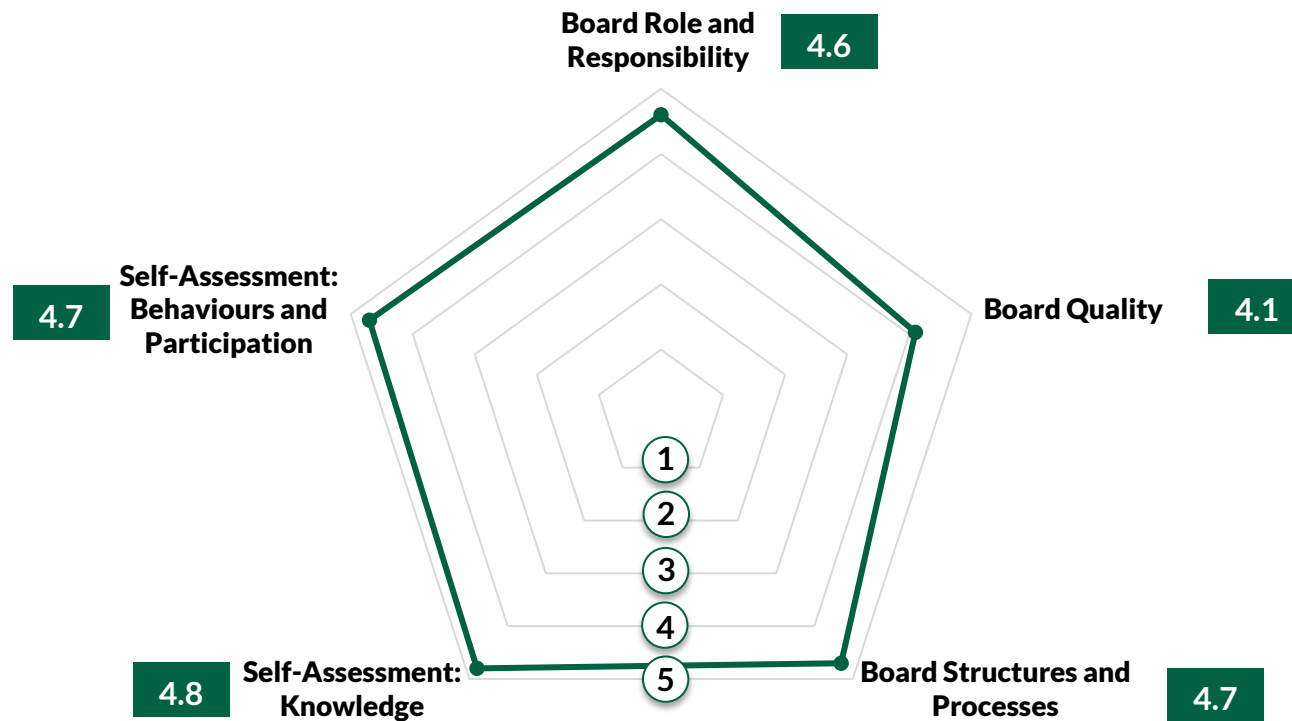 Board Role and
Responsibility
4.6
Self-Assessment:
Behaviours and
Participation
4.7
Board Quality
4.1
1
2
3
4
5
Self-Assessment:
Knowledge
4.8
Board Structures and
Processes
4.7